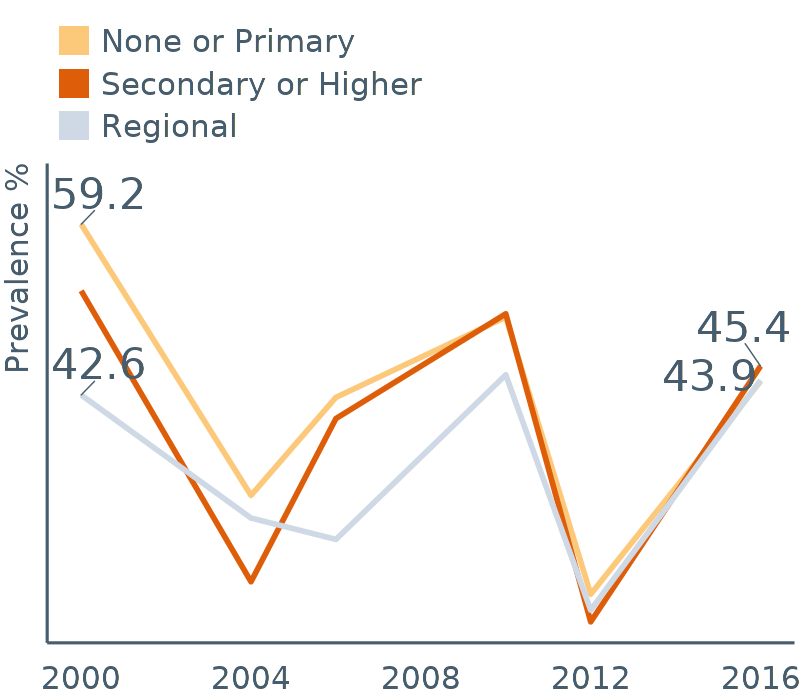 None or Primary
Secondary or Higher
Regional
Prevalence %
59.2
42.6
45.4
43.9
2000 2004 2008 2012 2016